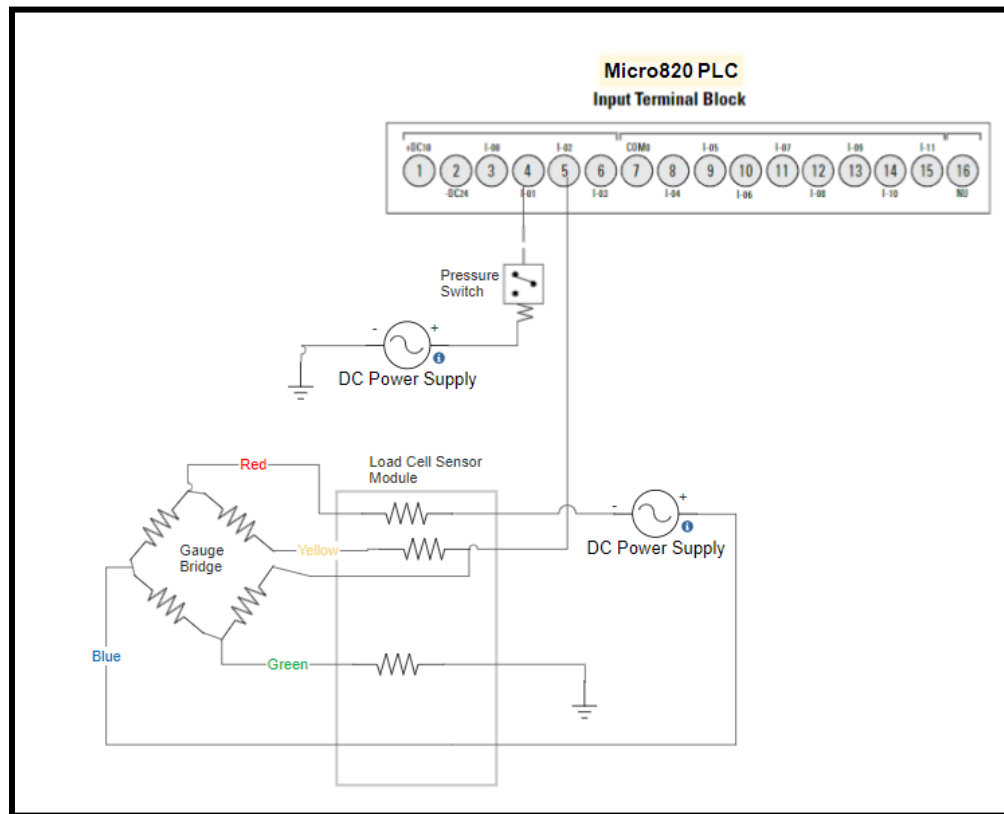 Micro820 PLC
Input Terminal Block
+DC10 I-00 I-02 COM0 I-05 I-07 I-09 I-11
1 2 3 4 5 6 7 8 9 10 11 12 13 14 15 16
-DC24 I-01 I-03 I-04 I-06 I-08 I-10 NU
Pressure
Switch
- +
i
DC Power Supply
Red
Load Cell Sensor
Module
- +
i
DC Power Supply
Yellow
Gauge
Bridge
Blue
Green